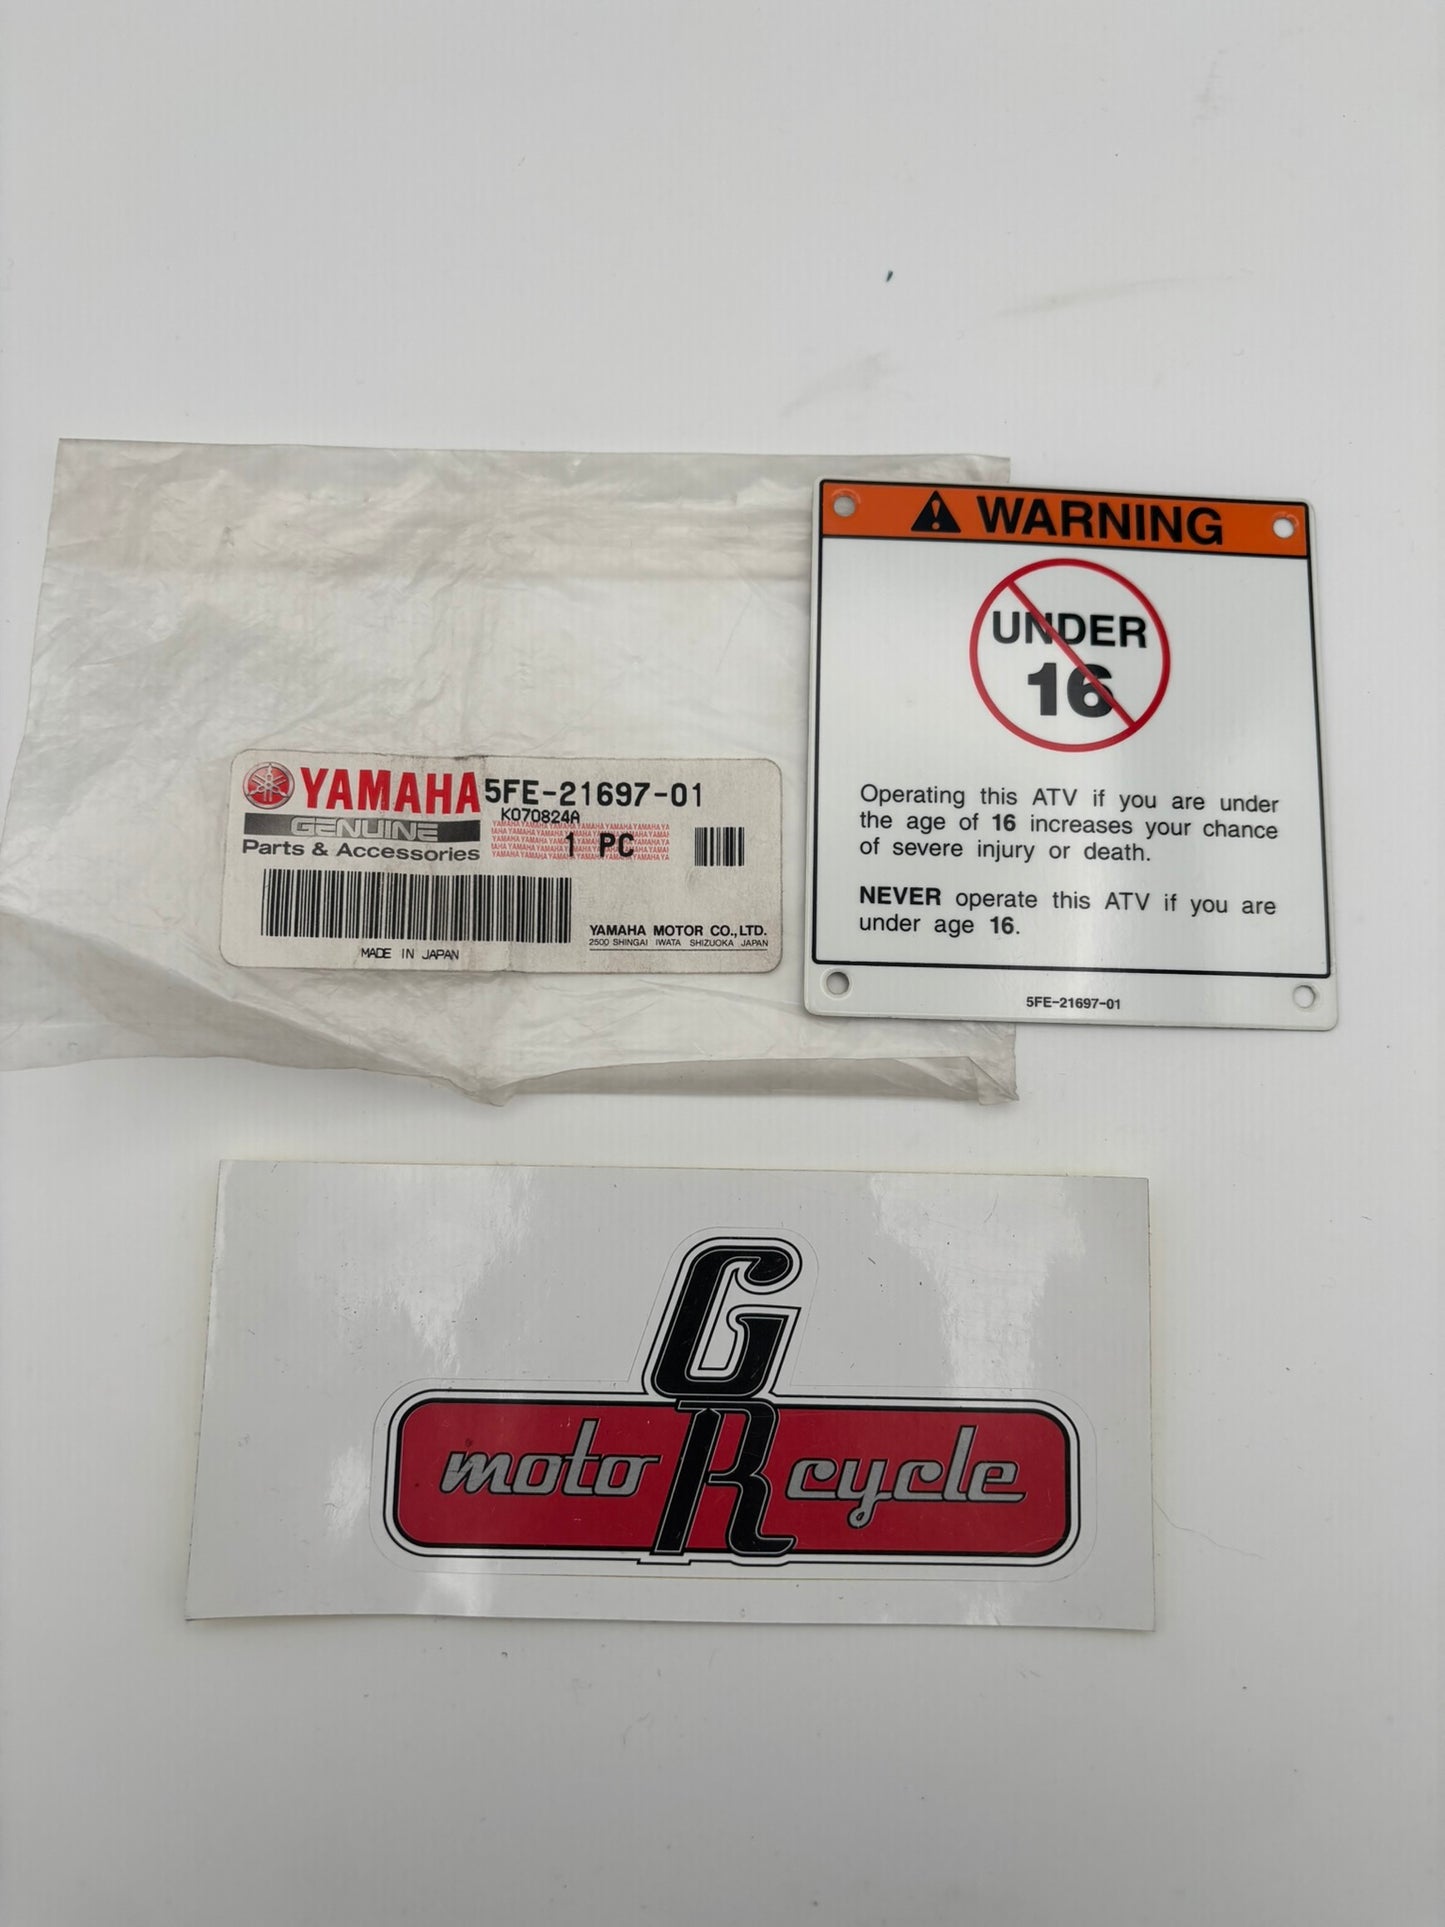 YAMAHA
GENUINE
Parts & Accessories
5FE-21697-01
K070824A
1 PC
MADE IN JAPAN
YAMAHA MOTOR CO.,LTD.
2500 SHINGAI IWATA SHIZUOKA JAPAN
WARNING
UNDER
16
Operating this ATV if you are under
the age of 16 increases your chance
of severe injury or death.
NEVER operate this ATV if you are
under age 16.
5FE-21697-01
G
moto R cycle